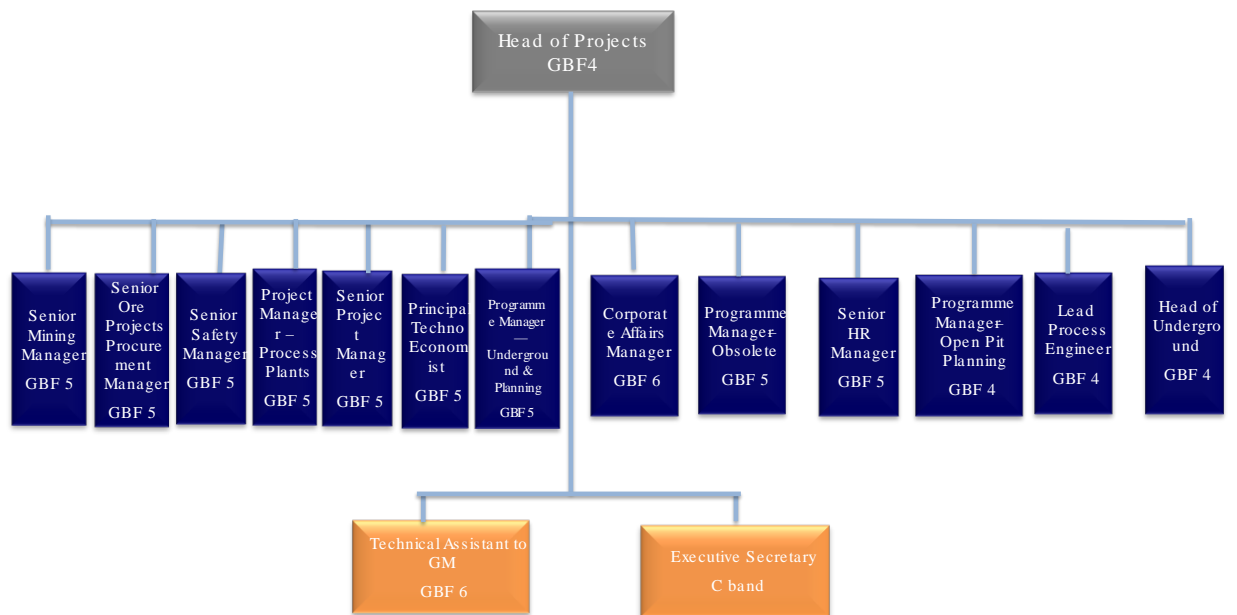 Head of Projects
GBF4
Senior
Mining
Manager
GBF 5
Senior
Ore
Projects
Procure
ment
Manager
GBF 5
Senior
Safety
Manager
GBF 5
Project
Manage
r –
Process
Plants
GBF 5
Senior
Projec
t
Manag
er
GBF 5
Principal
Techno
Econom
ist
GBF 5
Programm
e Manager
—
Undergrou
nd & Planning
GBF 5
Corporat
e Affairs
Manager
GBF 6
Programme
Manager-
Obsolete
GBF 5
Senior
HR
Manager
GBF 5
Programme
Manager-
Open Pit
Planning
GBF 4
Lead
Process
Engineer
GBF 4
Head of
Undergro
und
GBF 4
Technical Assistant to
GM
GBF 6
Executive Secretary
C band